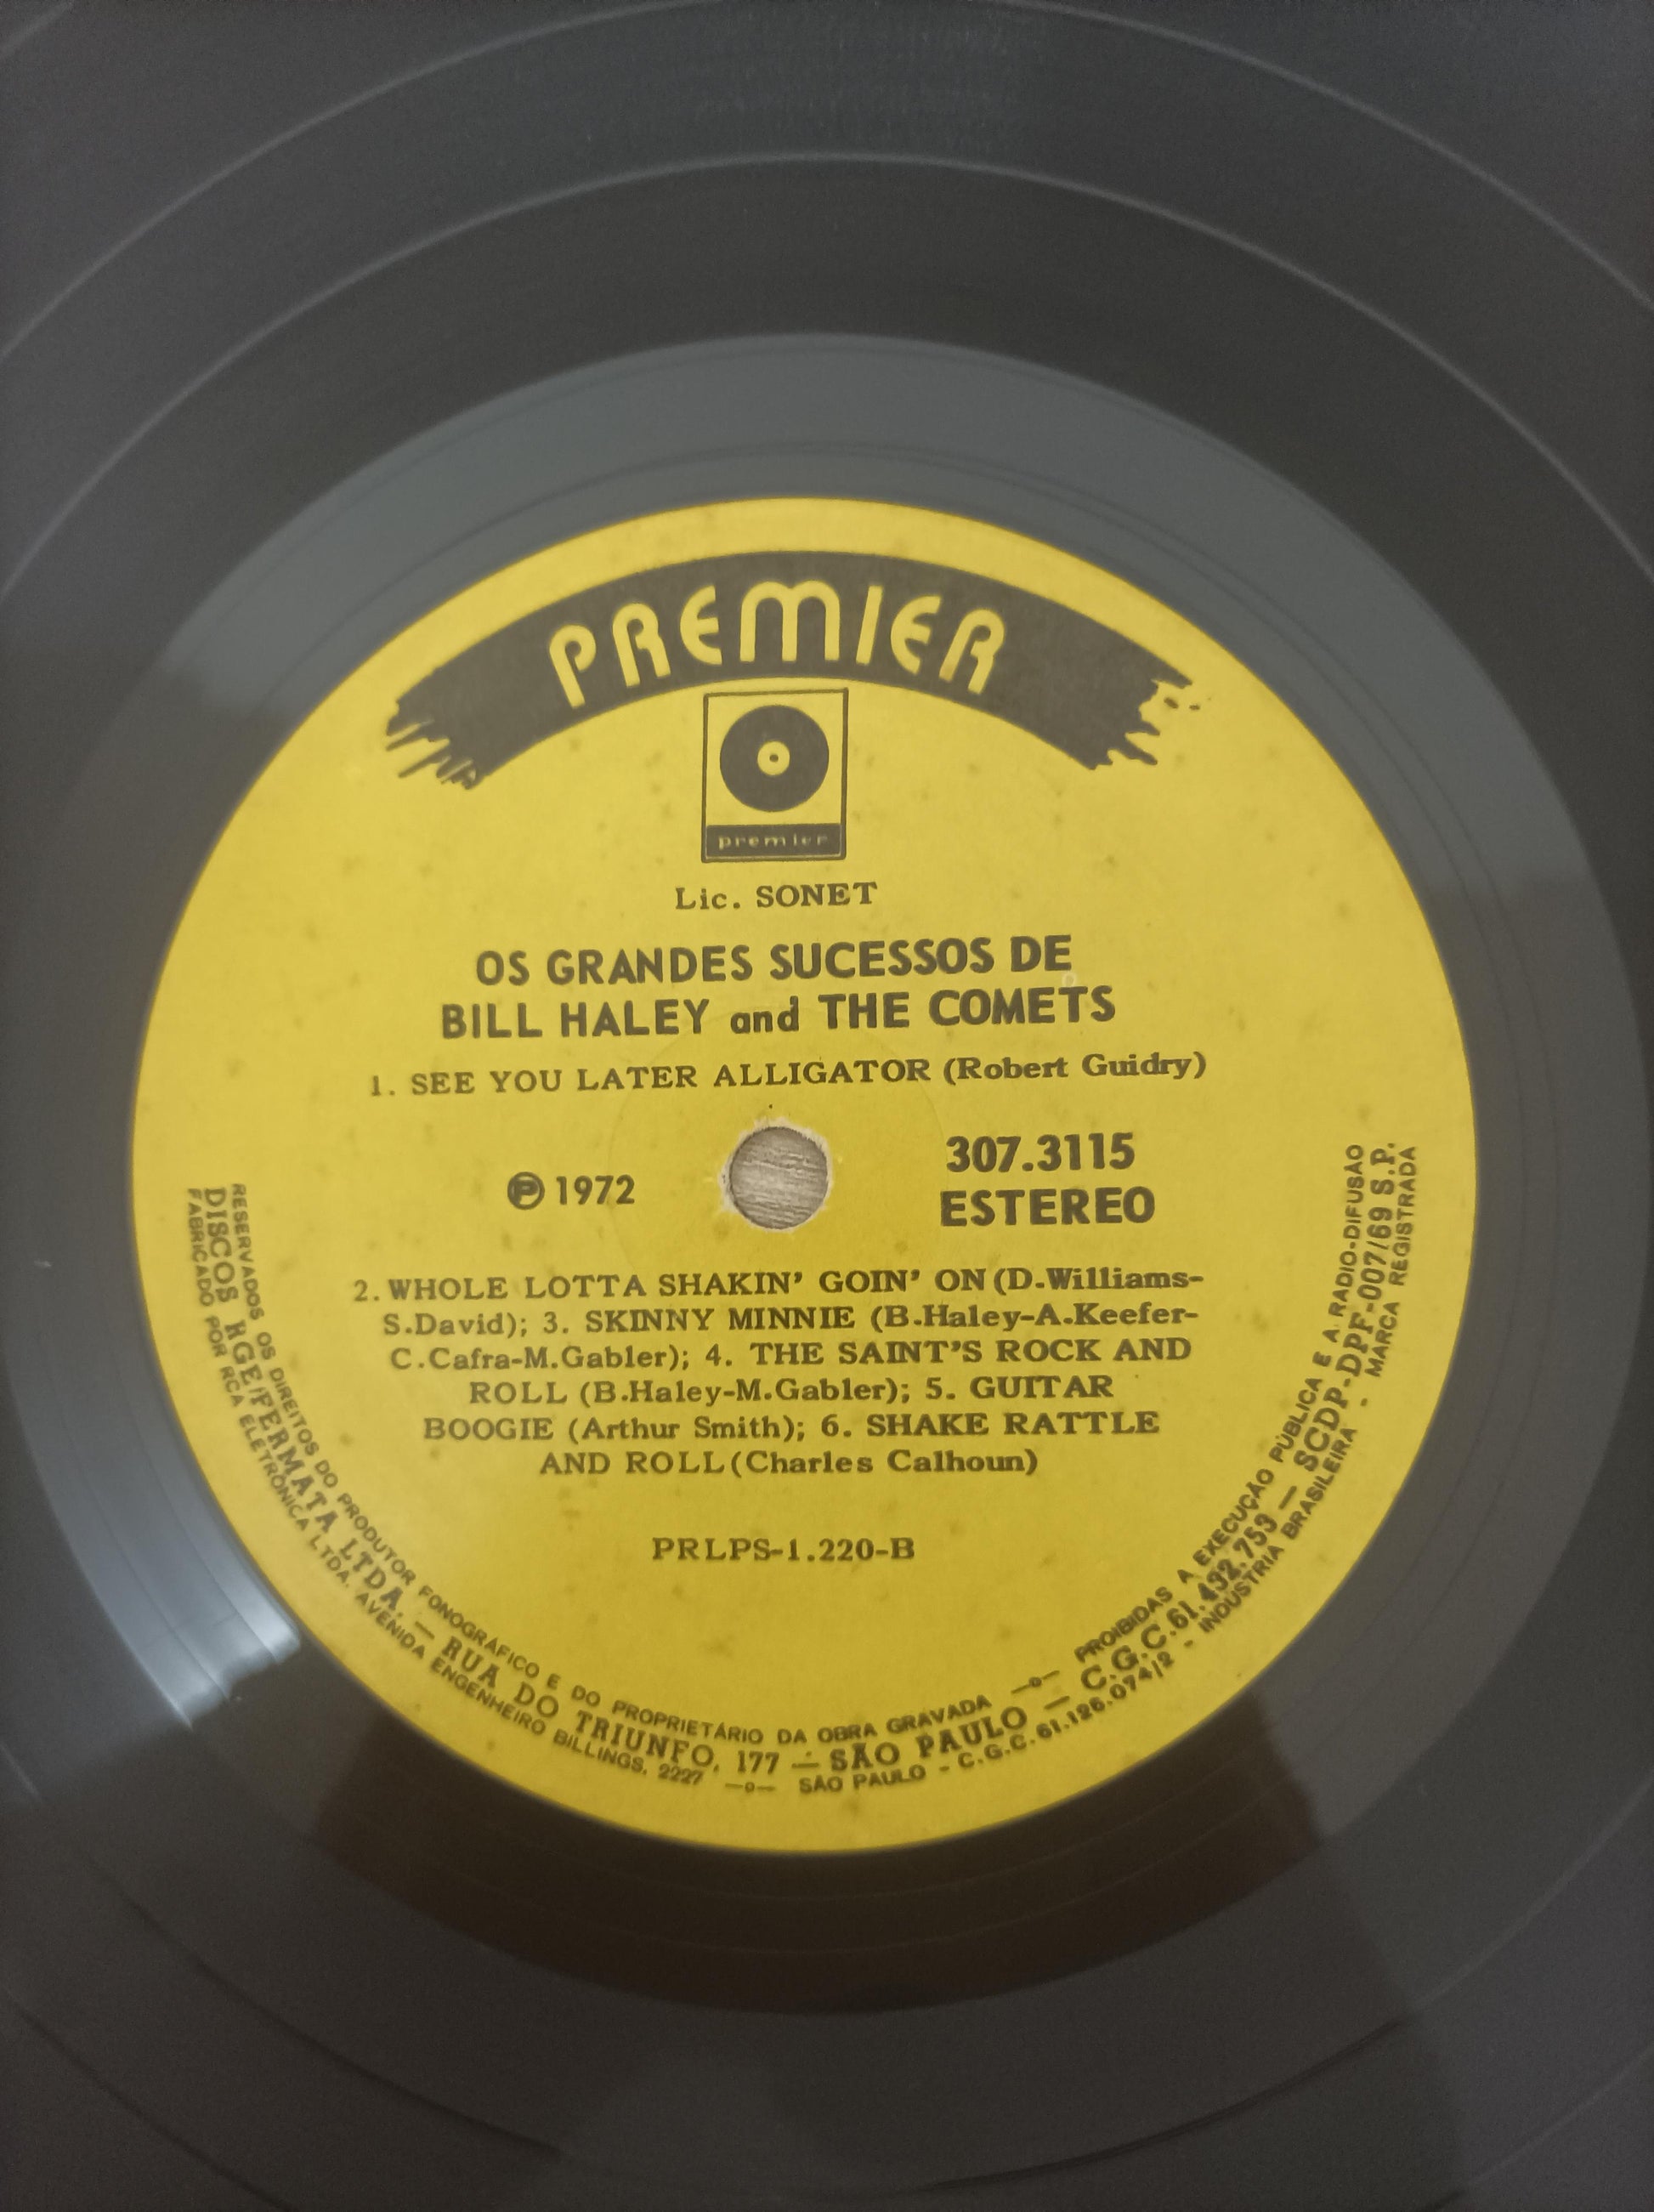 PREMIER
premier
Lic. SONET
OS GRANDES SUCESSOS DE
BILL HALEY and THE COMETS
1. SEE YOU LATER ALLIGATOR (Robert Guidry)
℗ 1972
307.3115
ESTEREO
2. WHOLE LOTTA SHAKIN' GOIN' ON (D.Williams-
S.David); 3. SKINNY MINNIE (B.Haley-A.Keefer-
C.Cafra-M.Gabler); 4. THE SAINT'S ROCK AND
ROLL (B.Haley-M.Gabler); 5. GUITAR
BOOGIE (Arthur Smith); 6. SHAKE RATTLE
AND ROLL (Charles Calhoun)
PRLPS-1.220-B
RESERVADOS OS DIREITOS DO PRODUTOR FONOGRÁFICO E DO PROPRIETÁRIO DA OBRA GRAVADA —o— PROIBIDAS A EXECUÇÃO PÚBLICA E A RÁDIO-DIFUSÃO
DISCOS RGE/FERMATA LTDA. — RUA DO TRIUNFO, 177 — SÃO PAULO — C.G.C.61.492.753 — SCDP-DPF-007/69 S.P.
FABRICADO POR RCA ELETRÔNICA LTDA. AVENIDA ENGENHEIRO BILLINGS, 2227 —o— SÃO PAULO - C.G.C. 61.126.074/2 - INDÚSTRIA BRASILEIRA - MARCA REGISTRADA